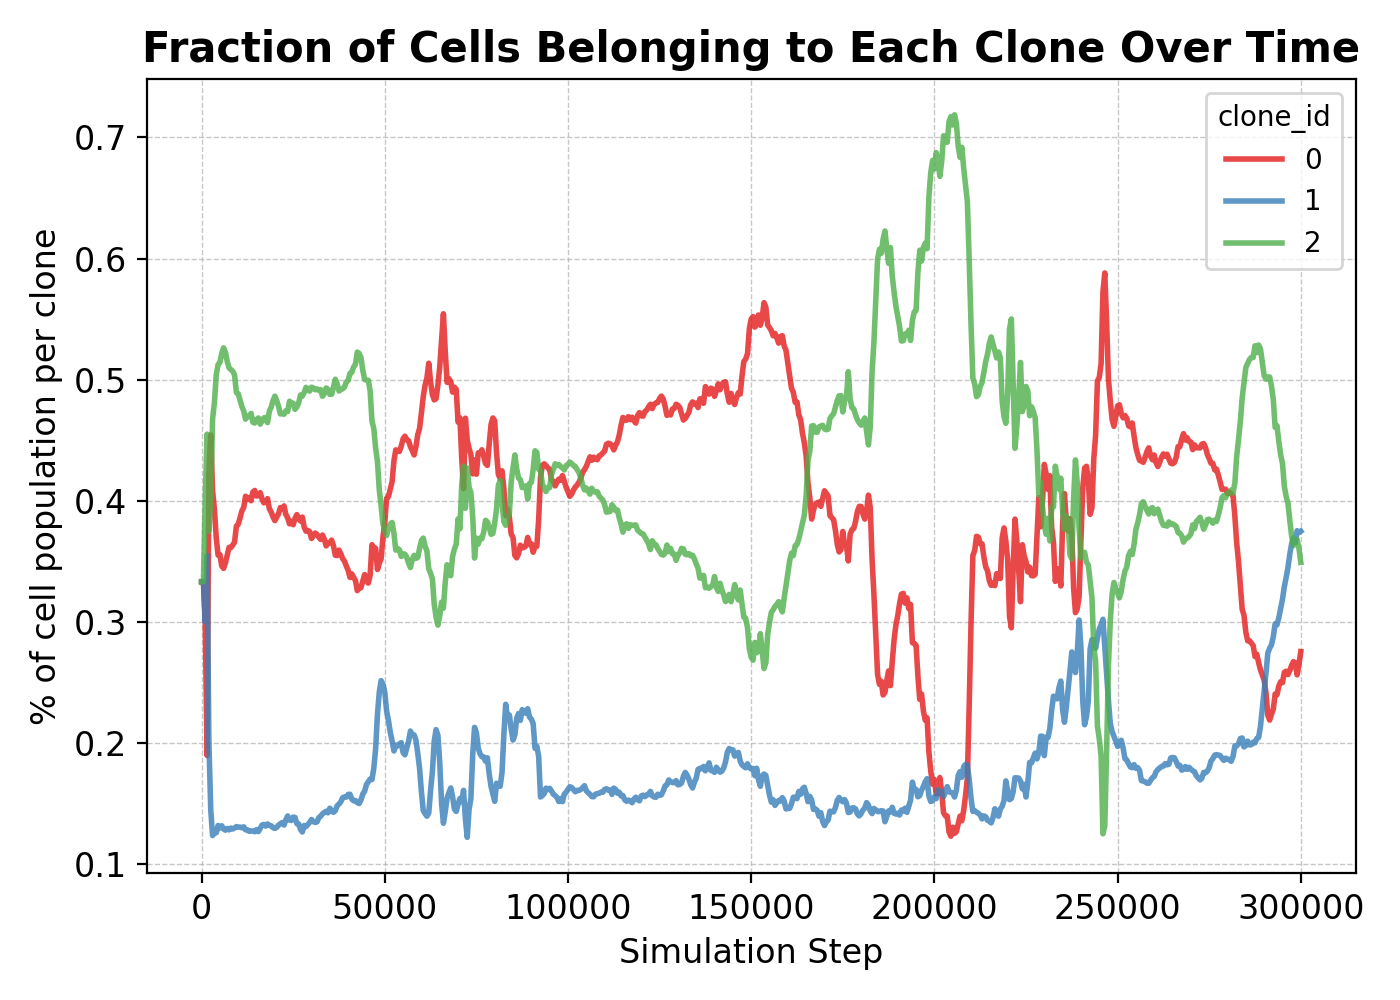 Fraction of Cells Belonging to Each Clone Over Time
% of cell population per clone
0.7
0.6
0.5
0.4
0.3
0.2
0.1
clone_id
0
1
2
0 50000 100000 150000 200000 250000 300000
Simulation Step